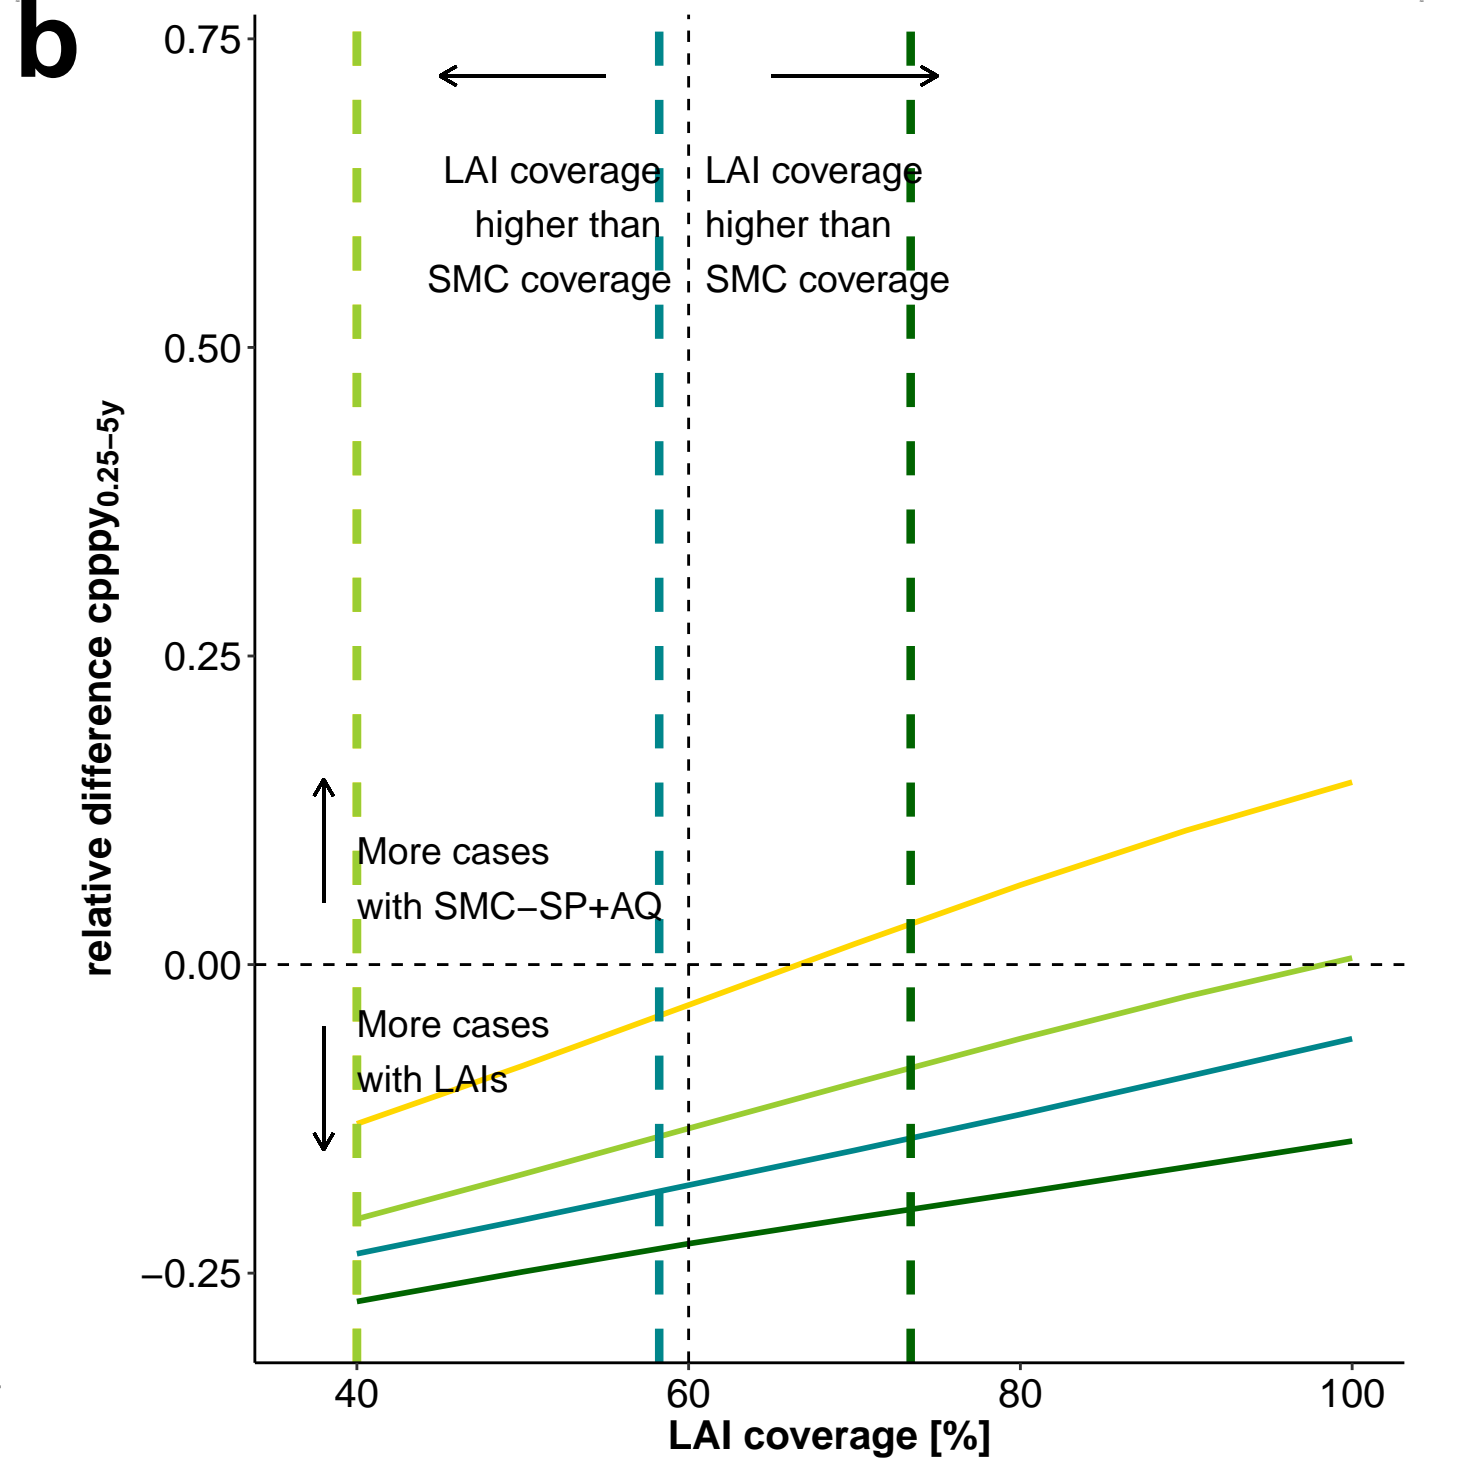 b
0.75
0.50
0.25
0.00
−0.25
relative difference cpppy0.25−5y
LAI coverage
higher than
SMC coverage
LAI coverage
higher than
SMC coverage
More cases
with SMC−SP+AQ
More cases
with LAIs
40
60
80
100
LAI coverage [%]